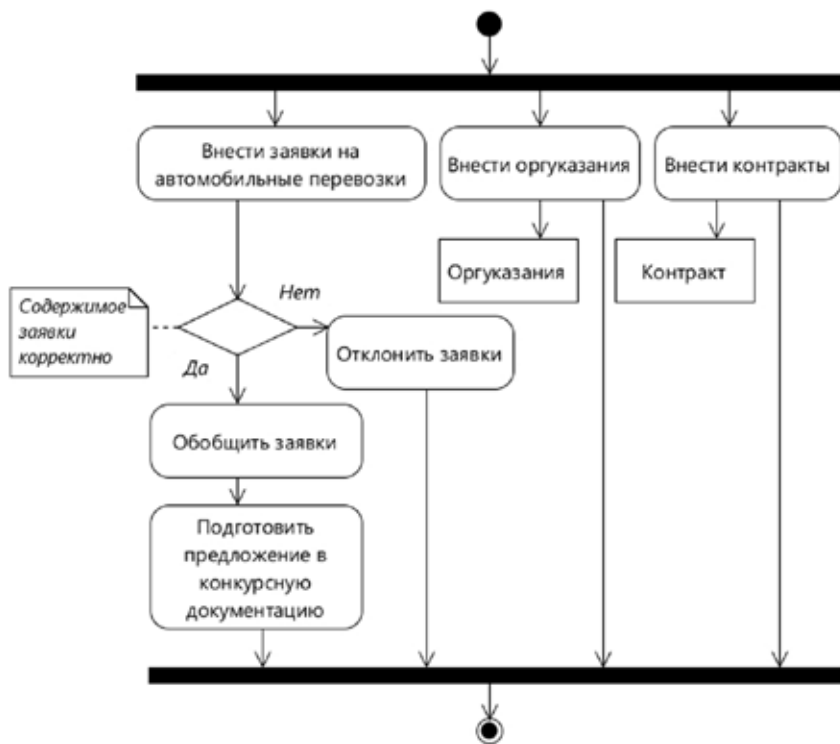 Внести заявки на
автомобильные перевозки
Внести оргуказания
Внести контракты
Оргуказания
Контракт
Содержимое
заявки
корректно
Нет
Да
Отклонить заявки
Обобщить заявки
Подготовить
предложение в
конкурсную
документацию